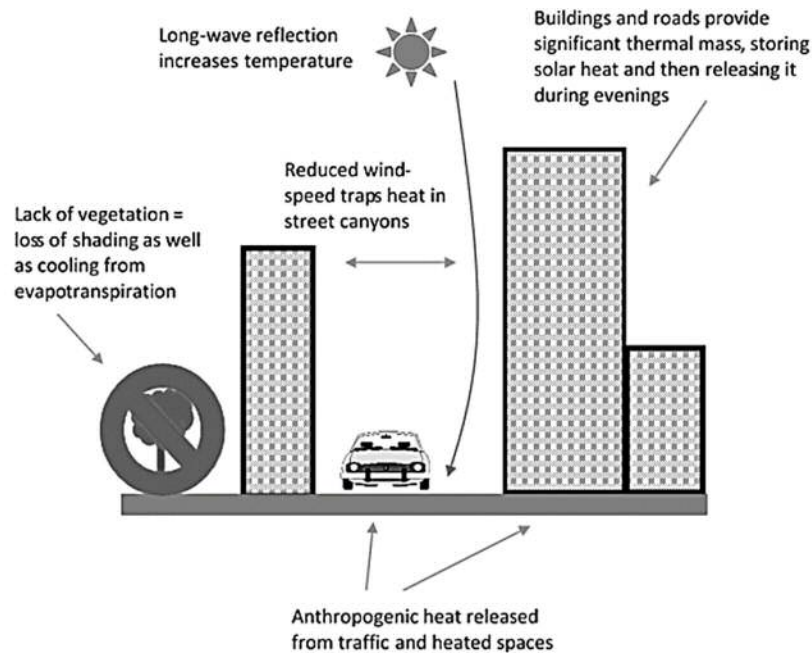 Long-wave reflection
increases temperature
Buildings and roads provide
significant thermal mass, storing
solar heat and then releasing it
during evenings
Reduced wind-
speed traps heat in
street canyons
Lack of vegetation =
loss of shading as well
as cooling from
evapotranspiration
Anthropogenic heat released
from traffic and heated spaces